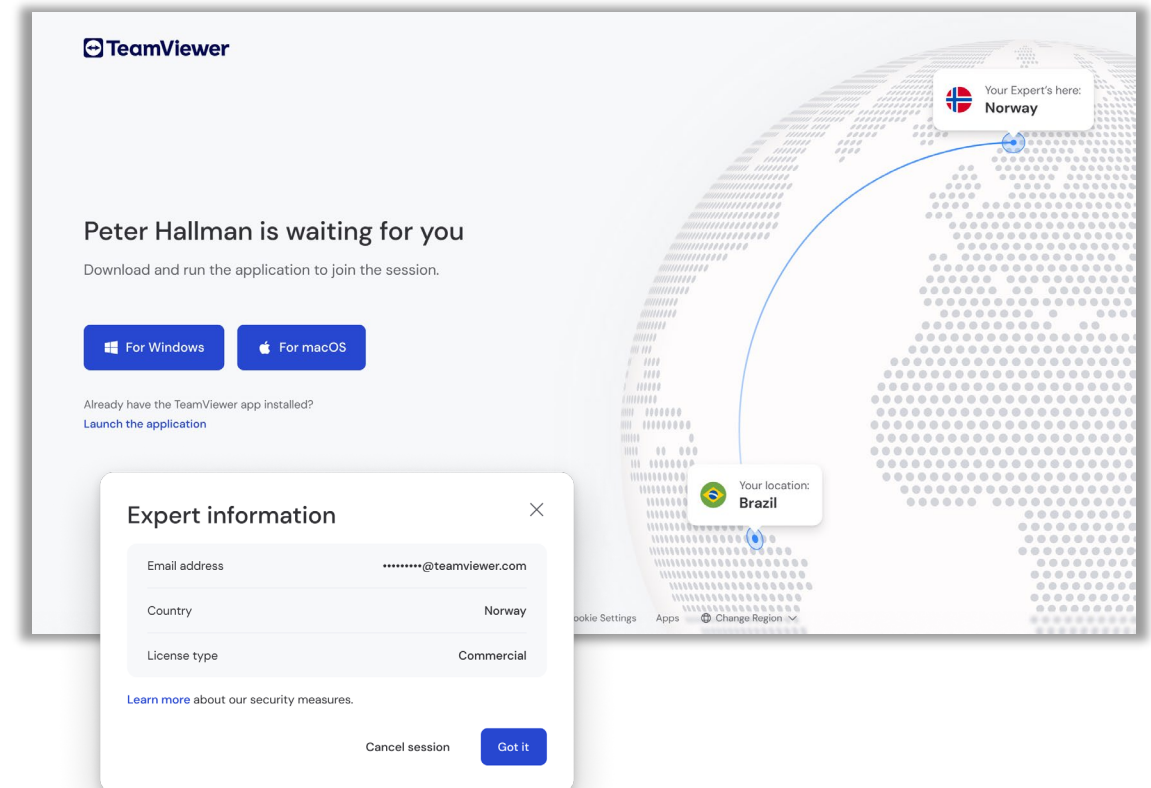 TeamViewer
Your Expert's here:
Norway
Peter Hallman is waiting for you
Download and run the application to join the session.
For Windows
For macOS
Already have the TeamViewer app installed?
Launch the application
Your location:
Brazil
Expert information
Email address
•••••••••@teamviewer.com
Country
Norway
License type
Commercial
Learn more about our security measures.
Cancel session
Got it
Settings
Apps
Change Region